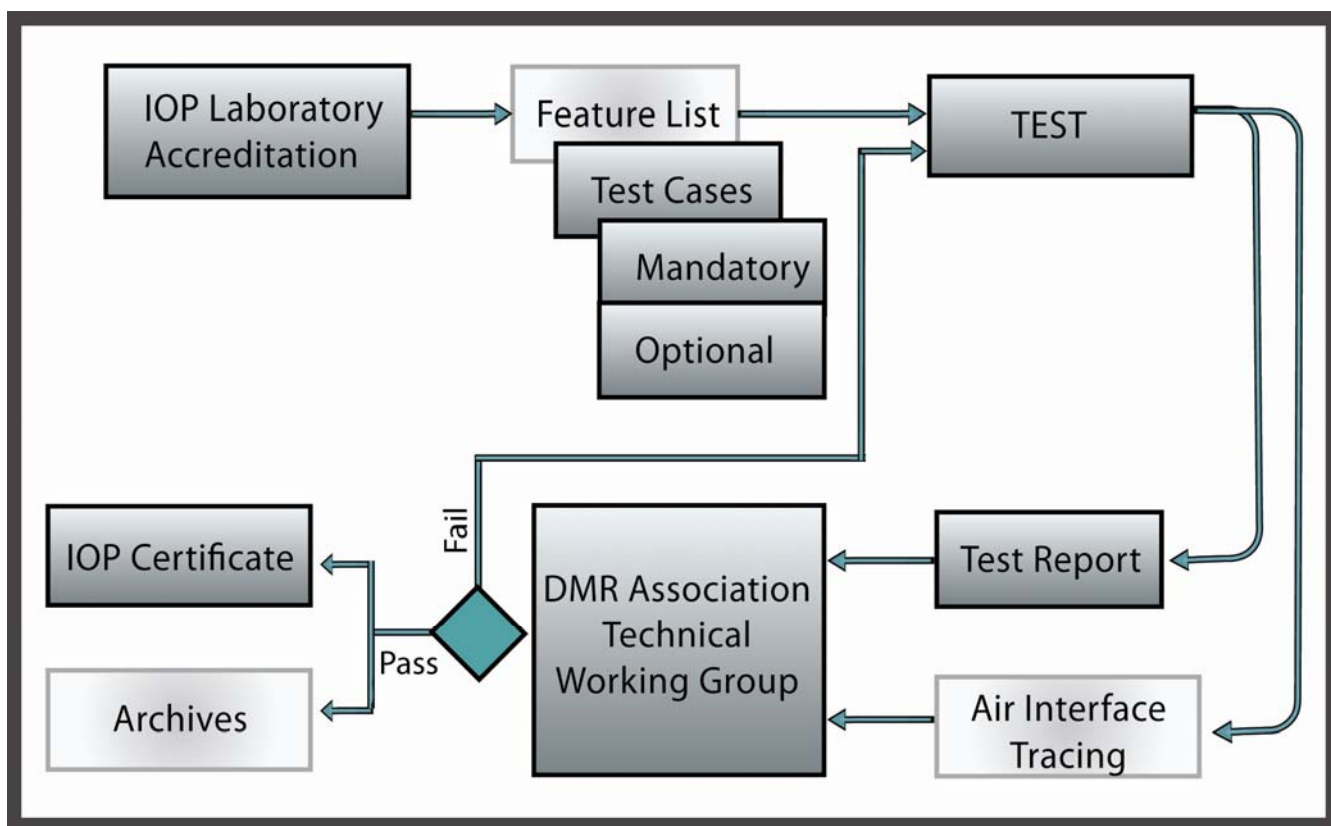 IOP Laboratory
Accreditation
Feature List
Test Cases
Mandatory
Optional
TEST
Fail
IOP Certificate
Pass
Archives
DMR Association
Technical
Working Group
Test Report
Air Interface
Tracing